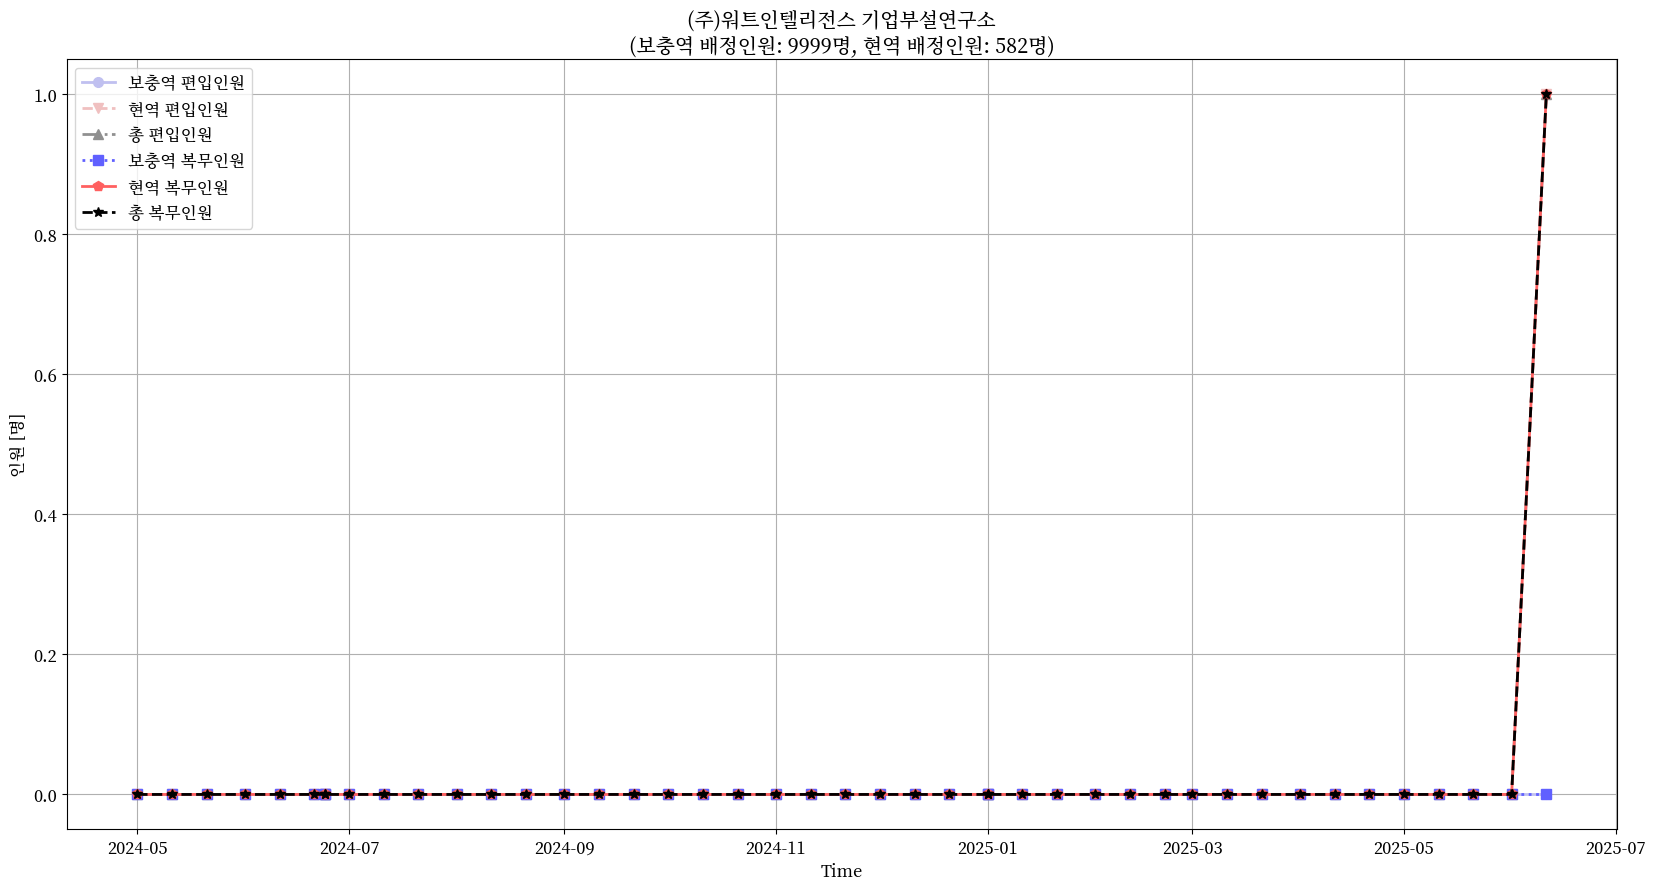 (주)워트인텔리전스 기업부설연구소
(보충역 배정인원: 9999명, 현역 배정인원: 582명)
보충역 편입인원
현역 편입인원
총 편입인원
보충역 복무인원
현역 복무인원
총 복무인원
인원 [명]
1.0
0.8
0.6
0.4
0.2
0.0
2024-05
2024-07
2024-09
2024-11
2025-01
2025-03
2025-05
2025-07
Time